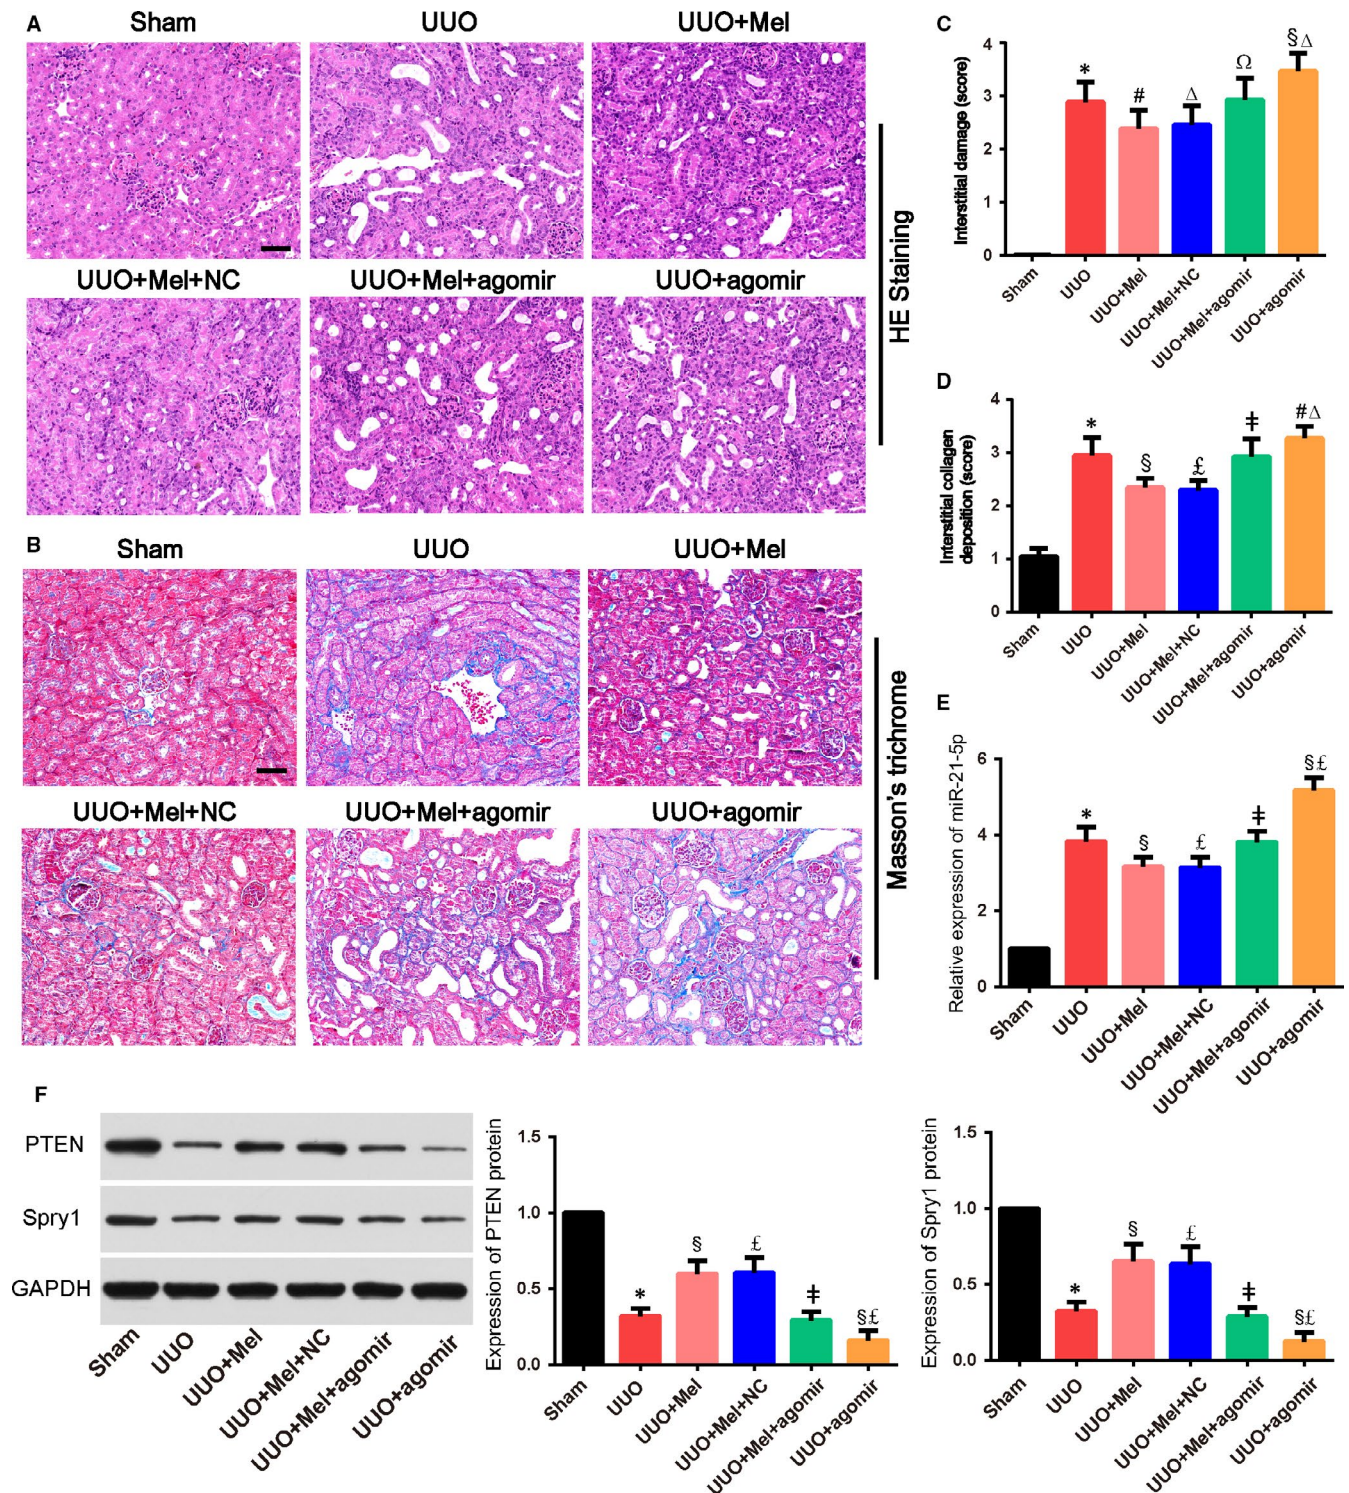 A
Sham
UUO
UUO+Mel
UUO+Mel+NC
UUO+Mel+agomir
UUO+agomir
HE Staining
B
Sham
UUO
UUO+Mel
UUO+Mel+NC
UUO+Mel+agomir
UUO+agomir
Masson's trichrome
C
Interstitial damage (score)
4
3
2
1
0
*
#
Δ
Ω
§Δ
Sham
UUO
UUO+Mel
UUO+Mel+NC
UUO+Mel+agomir
UUO+agomir
D
Interstitial collagen
deposition (score)
4
3
2
1
0
*
§
£
ǂ
#Δ
Sham
UUO
UUO+Mel
UUO+Mel+NC
UUO+Mel+agomir
UUO+agomir
E
Relative expression of miR-21-5p
6
4
2
0
*
§
£
ǂ
§£
Sham
UUO
UUO+Mel
UUO+Mel+NC
UUO+Mel+agomir
UUO+agomir
F
PTEN
Spry1
GAPDH
Sham
UUO
UUO+Mel
UUO+Mel+NC
UUO+Mel+agomir
UUO+agomir
Expression of PTEN protein
1.5
1.0
0.5
0.0
*
§
£
ǂ
§£
Sham
UUO
UUO+Mel
UUO+Mel+NC
UUO+Mel+agomir
UUO+agomir
Expression of Spry1 protein
1.5
1.0
0.5
0.0
*
§
£
ǂ
§£
Sham
UUO
UUO+Mel
UUO+Mel+NC
UUO+Mel+agomir
UUO+agomir